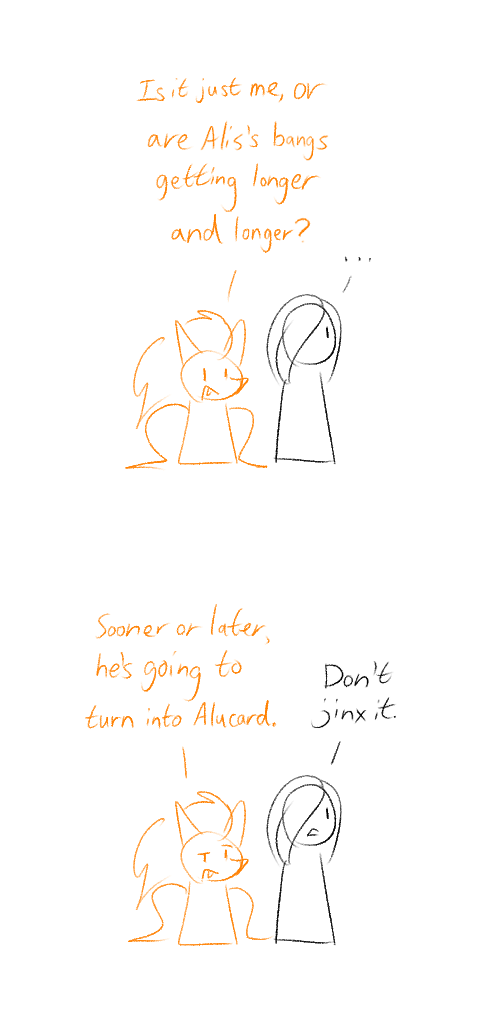 Is it just me, or
are Alis's bangs
getting longer
and longer?
...
Sooner or later,
he's going to
turn into Alucard.
Don't
jinx it.